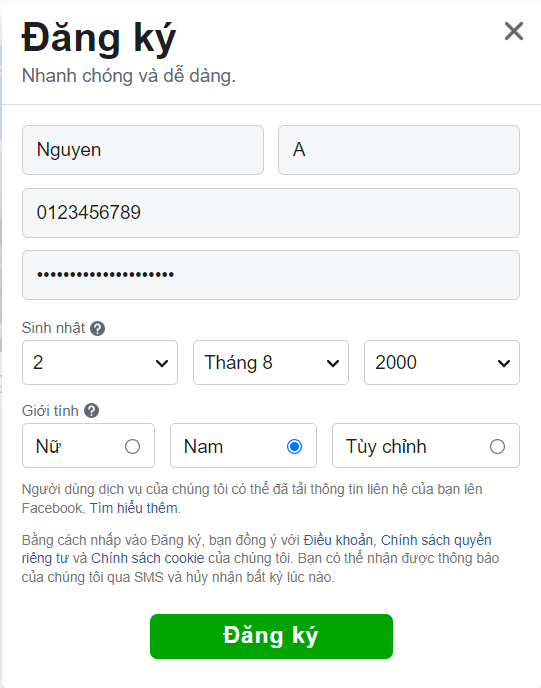 Đăng ký
Nhanh chóng và dễ dàng.
Nguyen A
0123456789
•••••••••••••••••••••
Sinh nhật ?
2 Tháng 8 2000
Giới tính ?
Nữ Nam Tùy chỉnh
Người dùng dịch vụ của chúng tôi có thể đã tải thông tin liên hệ của bạn lên
Facebook. Tìm hiểu thêm.
Bằng cách nhấp vào Đăng ký, bạn đồng ý với Điều khoản, Chính sách quyền
riêng tư và Chính sách cookie của chúng tôi. Bạn có thể nhận được thông báo
của chúng tôi qua SMS và hủy nhận bất kỳ lúc nào.
Đăng ký